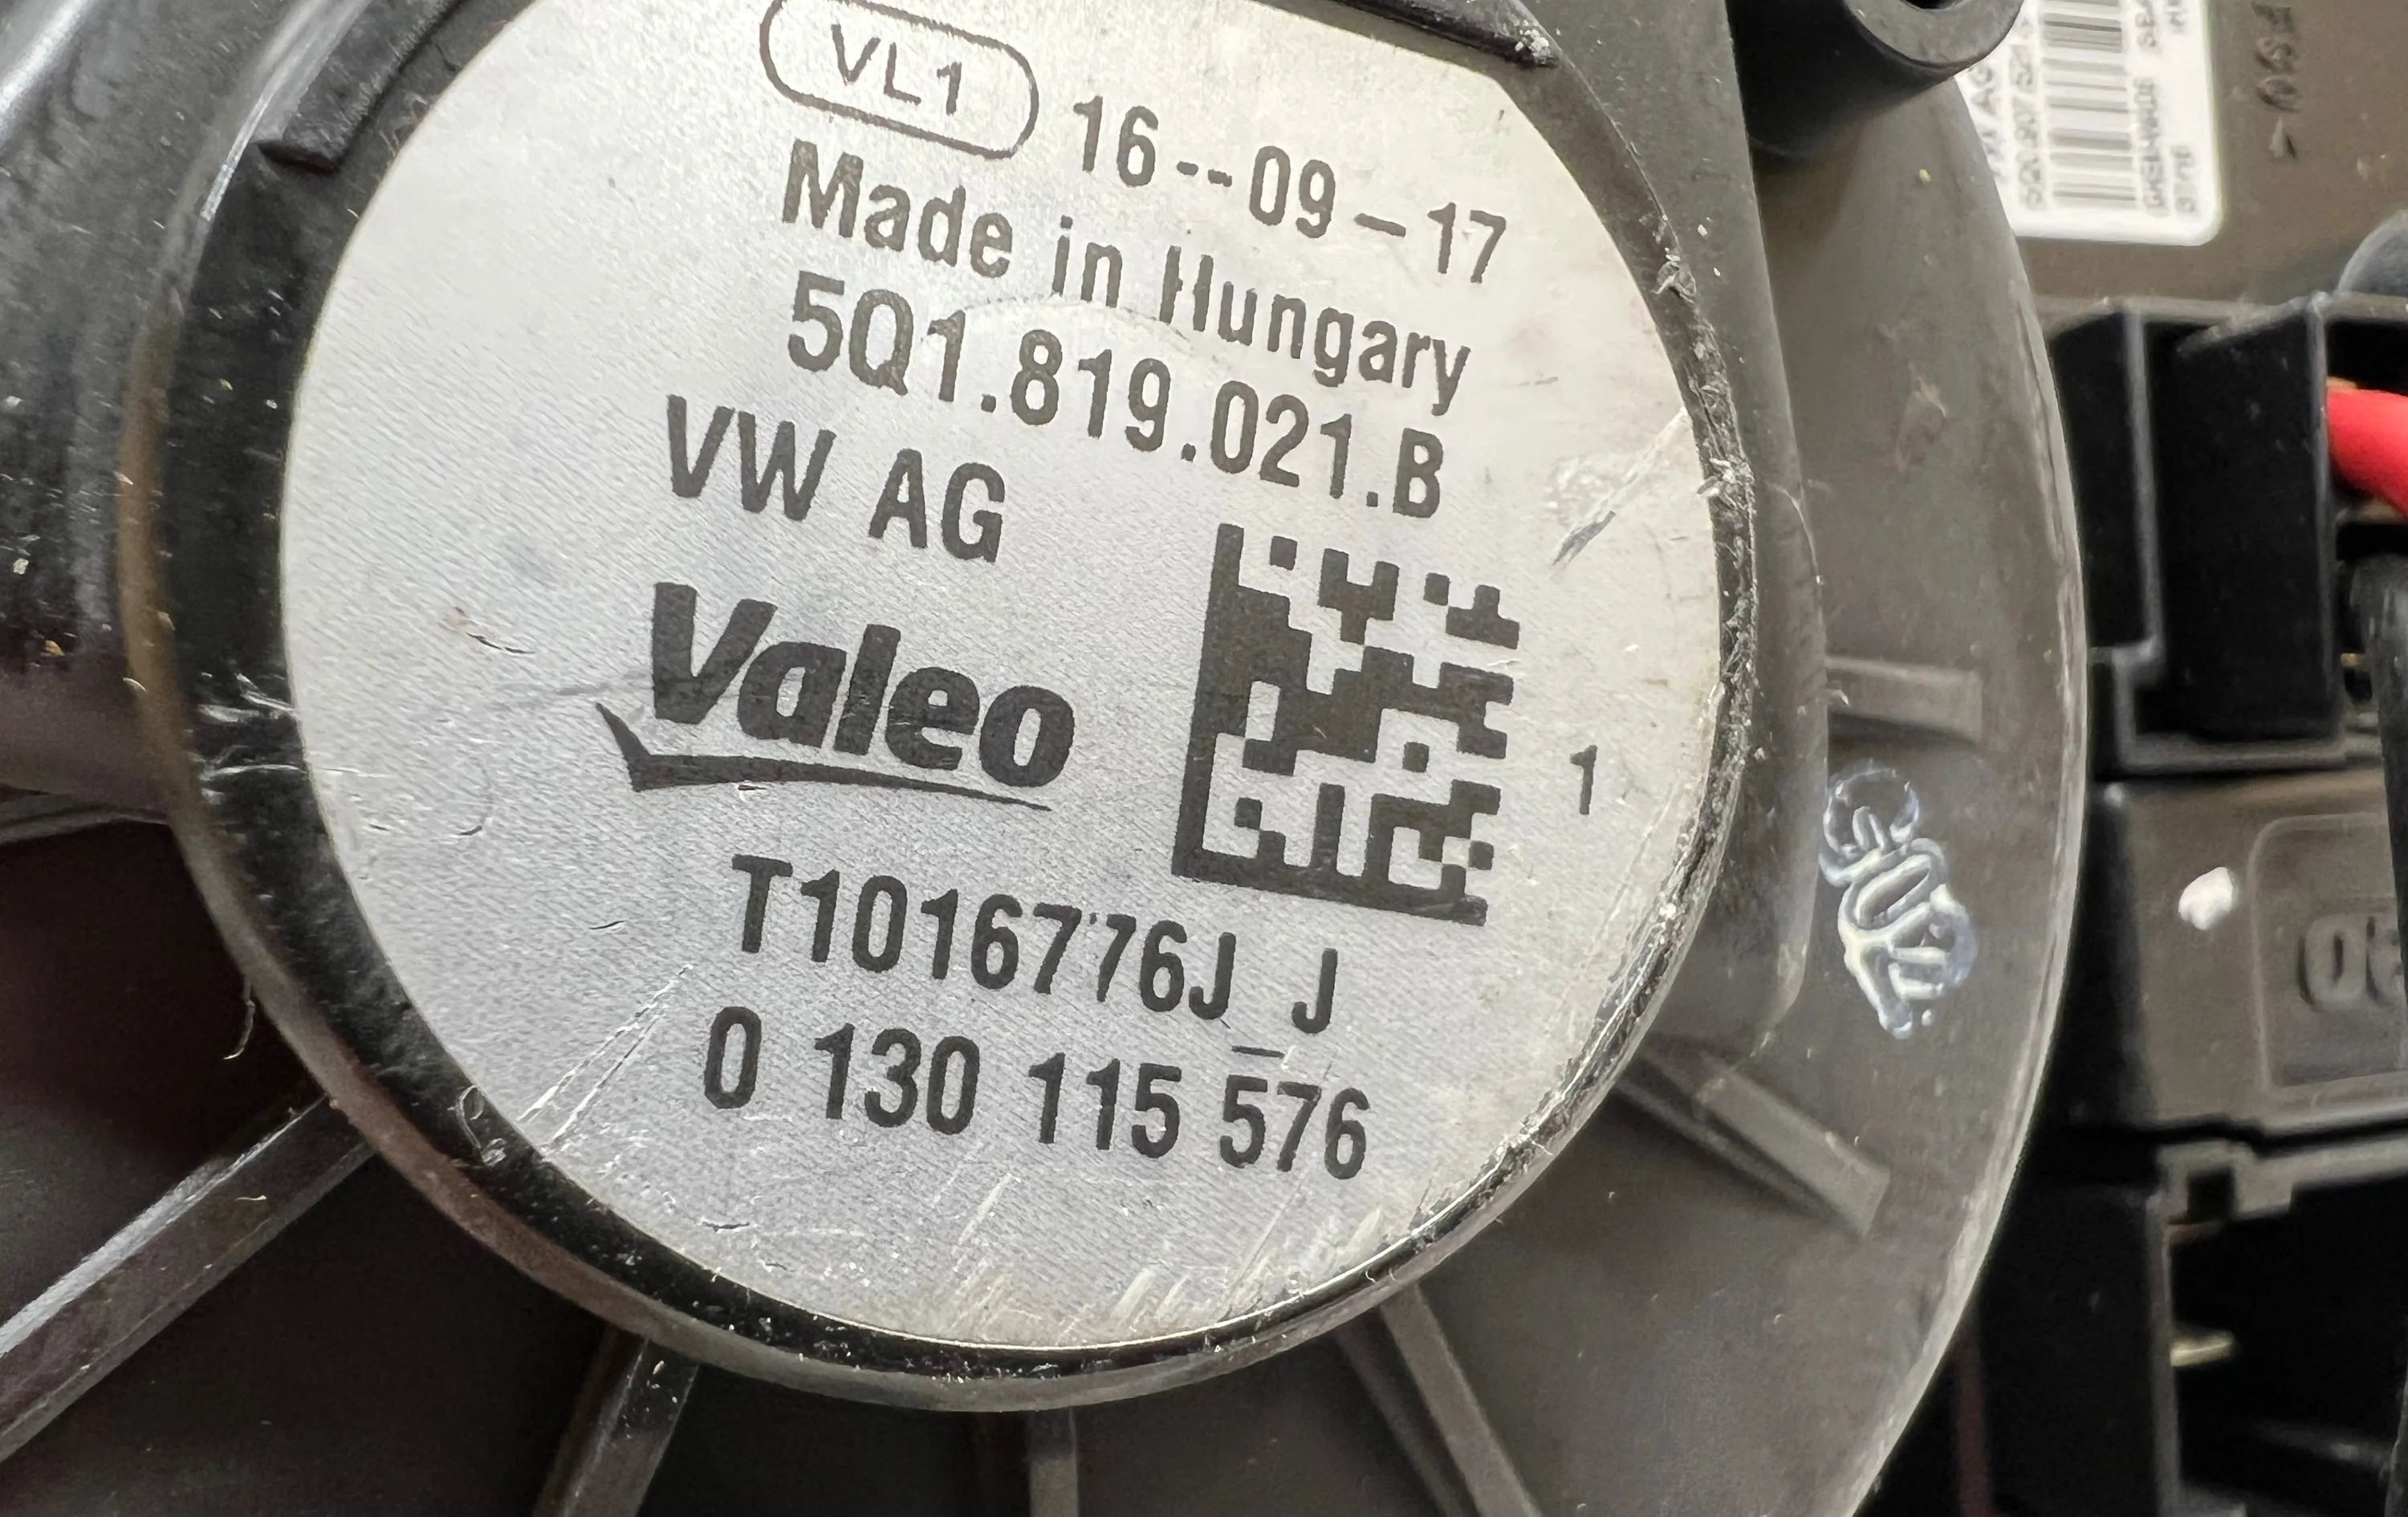 VL1 16--09-17
Made in Hungary
5Q1.819.021.B
VW AG
Valeo
1
T1016776J_J
0 130 115 576